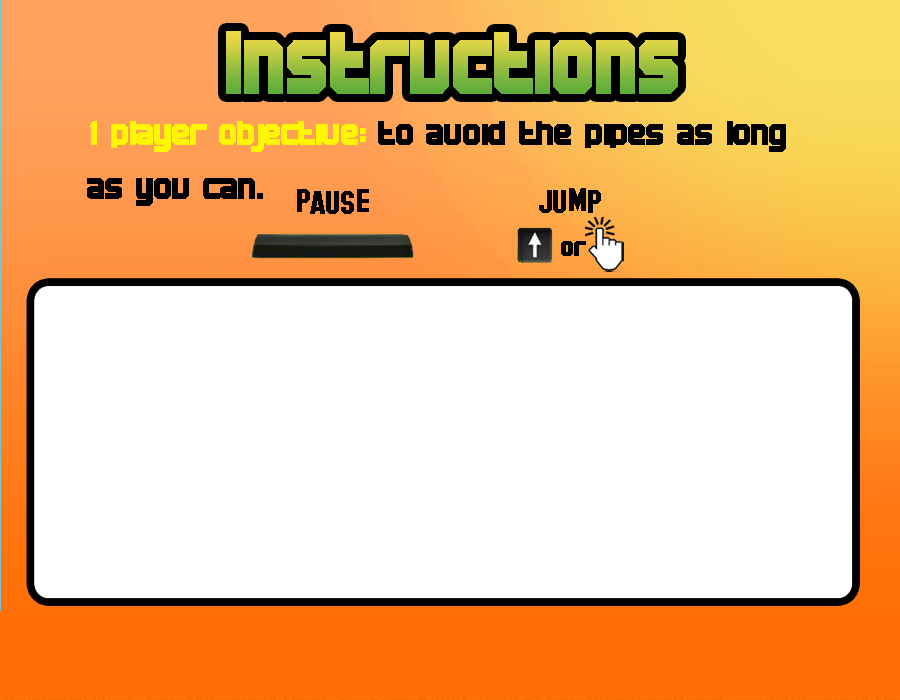 Instructions
1 player objective: to avoid the pipes as long
as you can.
PAUSE
JUMP
or